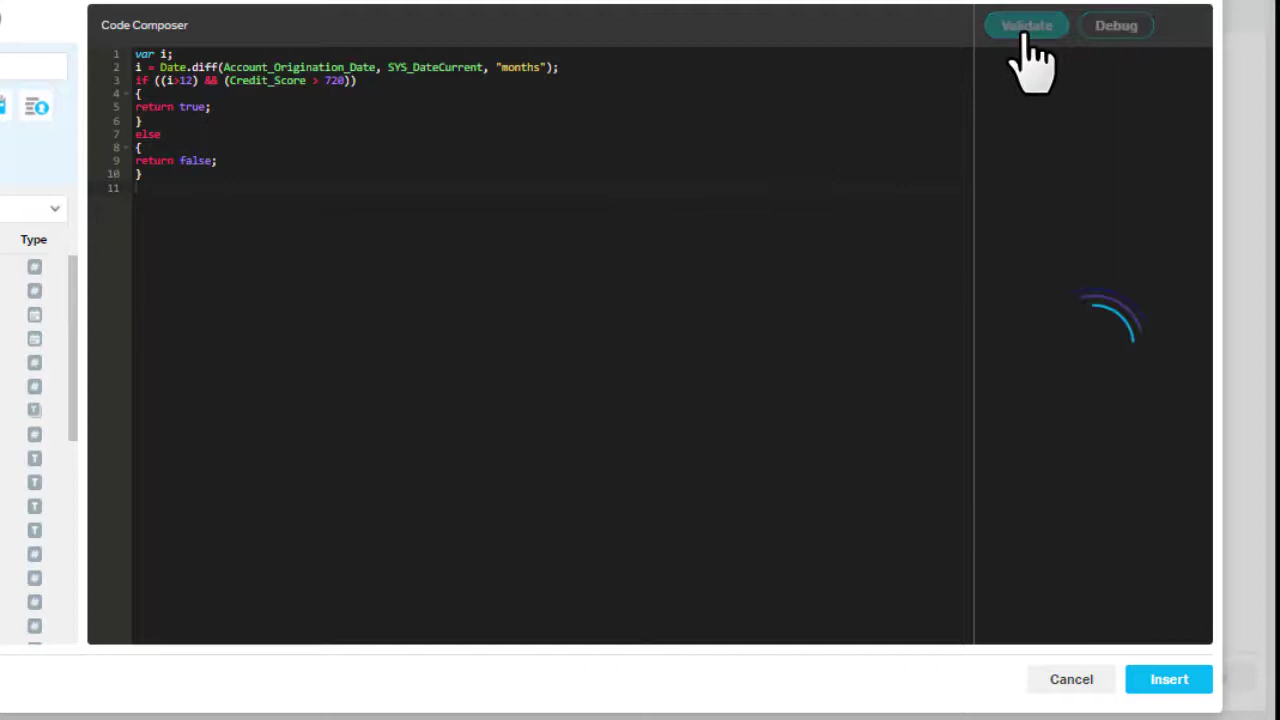 Code Composer
Validate
Debug
1 var i;
2 i = Date.diff(Account_Origination_Date, SYS_DateCurrent, "months");
3 if ((i>12) && (Credit_Score > 720))
4 {
5 return true;
6 }
7 else
8 {
9 return false;
10 }
11
Type
#
#
#
#
T
#
T
T
T
T
#
#
#
#
Cancel
Insert